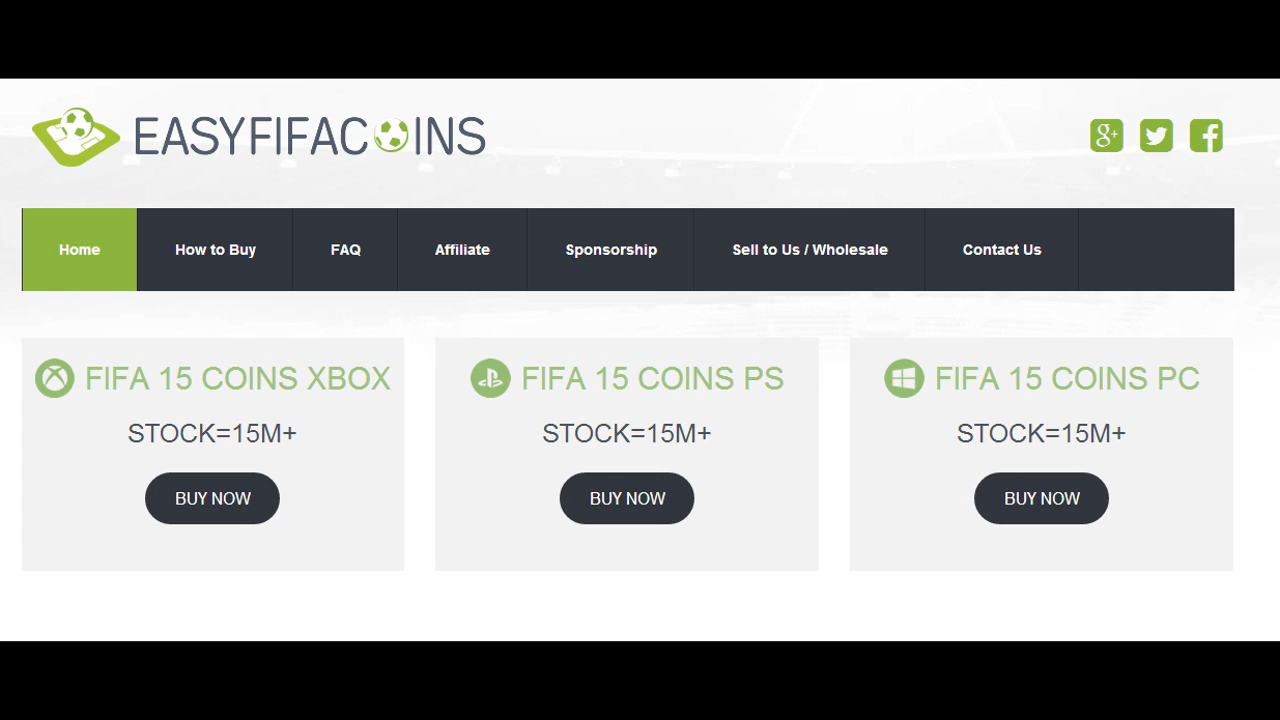 EASYFIFACOINS
g+
Home How to Buy FAQ Affiliate Sponsorship Sell to Us / Wholesale Contact Us
FIFA 15 COINS XBOX
STOCK=15M+
BUY NOW
FIFA 15 COINS PS
STOCK=15M+
BUY NOW
FIFA 15 COINS PC
STOCK=15M+
BUY NOW